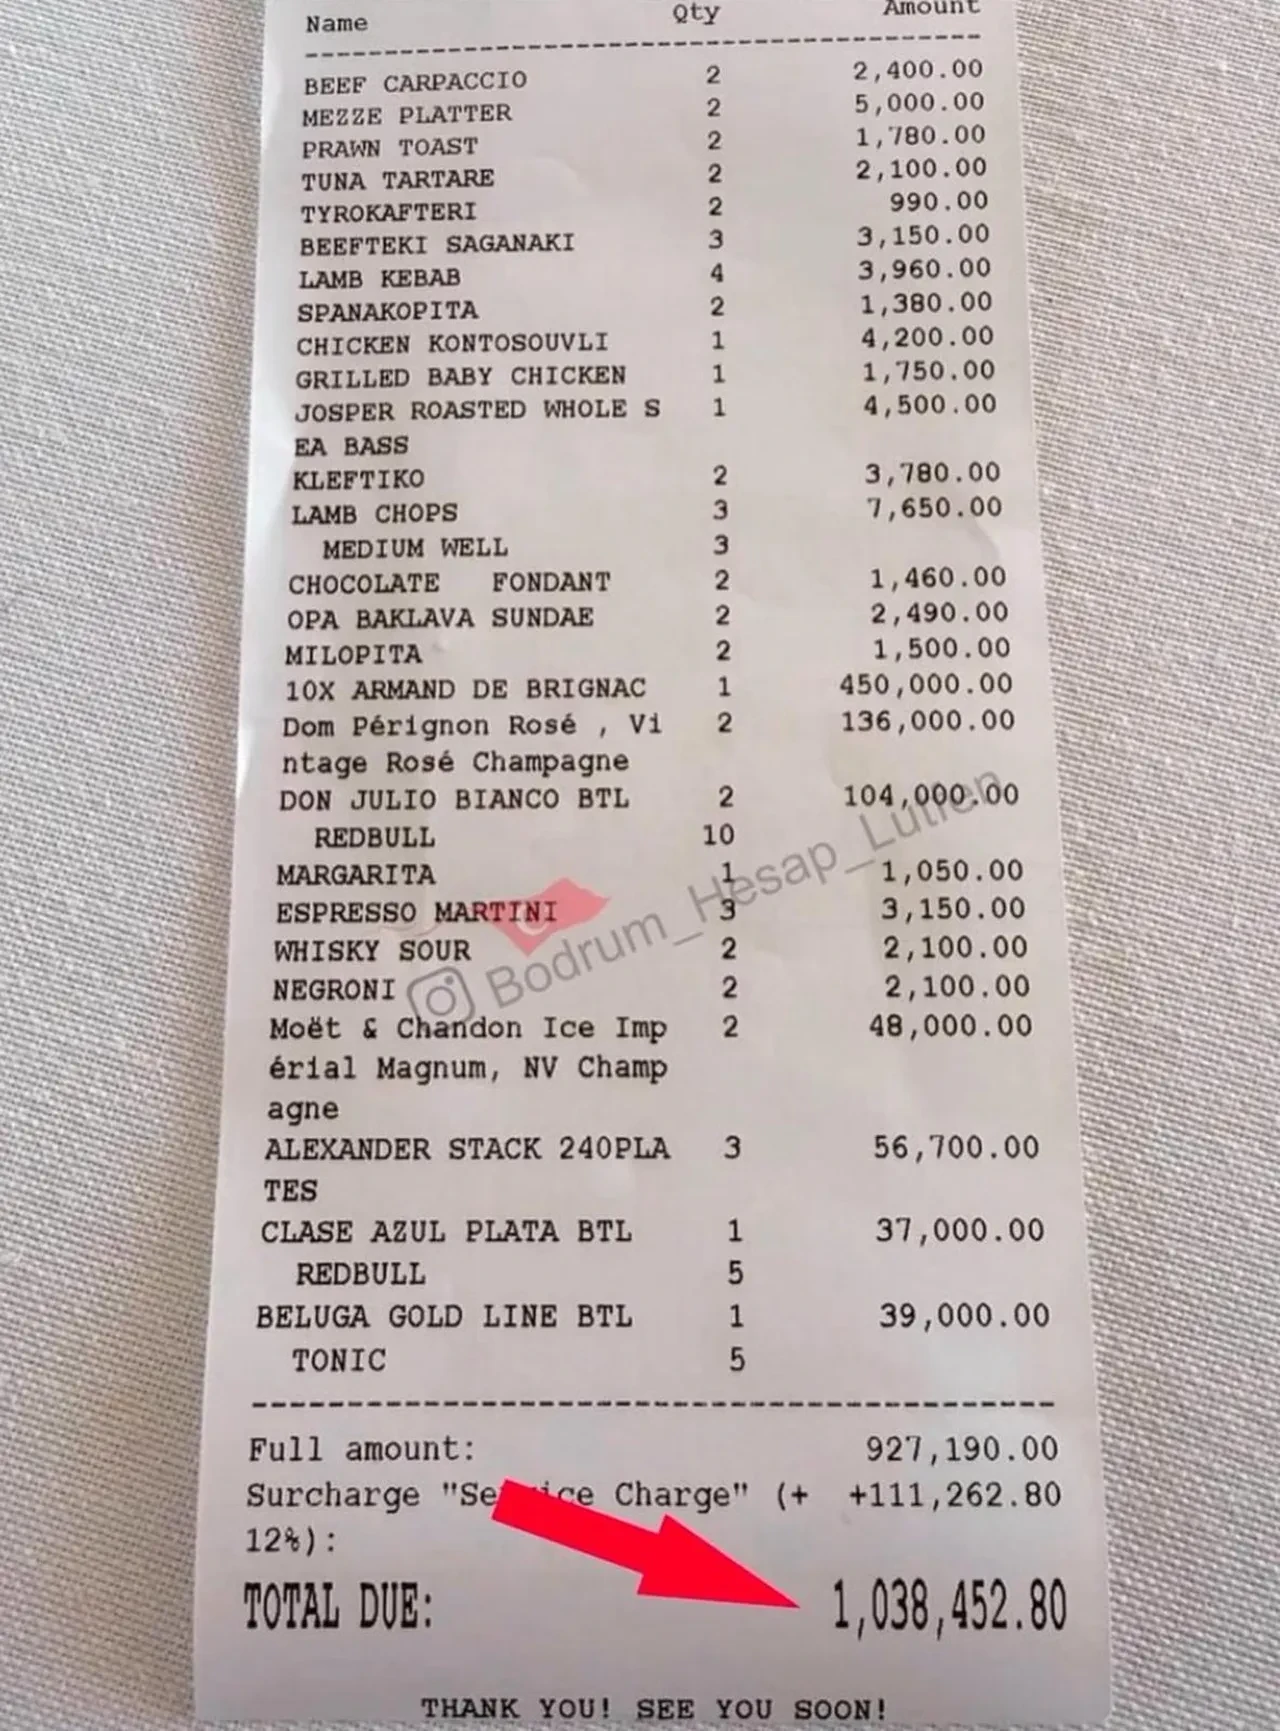 Name Qty Amount
BEEF CARPACCIO 2 2,400.00
MEZZE PLATTER 2 5,000.00
PRAWN TOAST 2 1,780.00
TUNA TARTARE 2 2,100.00
TYROKAFTERI 2 990.00
BEEFTEKI SAGANAKI 3 3,150.00
LAMB KEBAB 4 3,960.00
SPANAKOPITA 2 1,380.00
CHICKEN KONTOSOUVLI 1 4,200.00
GRILLED BABY CHICKEN 1 1,750.00
JOSPER ROASTED WHOLE S 1 4,500.00
EA BASS
KLEFTIKO 2 3,780.00
LAMB CHOPS 3 7,650.00
MEDIUM WELL 3
CHOCOLATE FONDANT 2 1,460.00
OPA BAKLAVA SUNDAE 2 2,490.00
MILOPITA 2 1,500.00
10X ARMAND DE BRIGNAC 1 450,000.00
Dom Pérignon Rosé , Vi 2 136,000.00
ntage Rosé Champagne
DON JULIO BIANCO BTL 2 104,000.00
REDBULL 10
MARGARITA 1 1,050.00
ESPRESSO MARTINI 3 3,150.00
WHISKY SOUR 2 2,100.00
NEGRONI 2 2,100.00
Moët & Chandon Ice Imp 2 48,000.00
érial Magnum, NV Champ
agne
ALEXANDER STACK 240PLA 3 56,700.00
TES
CLASE AZUL PLATA BTL 1 37,000.00
REDBULL 5
BELUGA GOLD LINE BTL 1 39,000.00
TONIC 5
Full amount: 927,190.00
Surcharge "Service Charge" (+ +111,262.80
12%):
TOTAL DUE: 1,038,452.80
THANK YOU! SEE YOU SOON!
Bodrum_Hesap_Lutfen